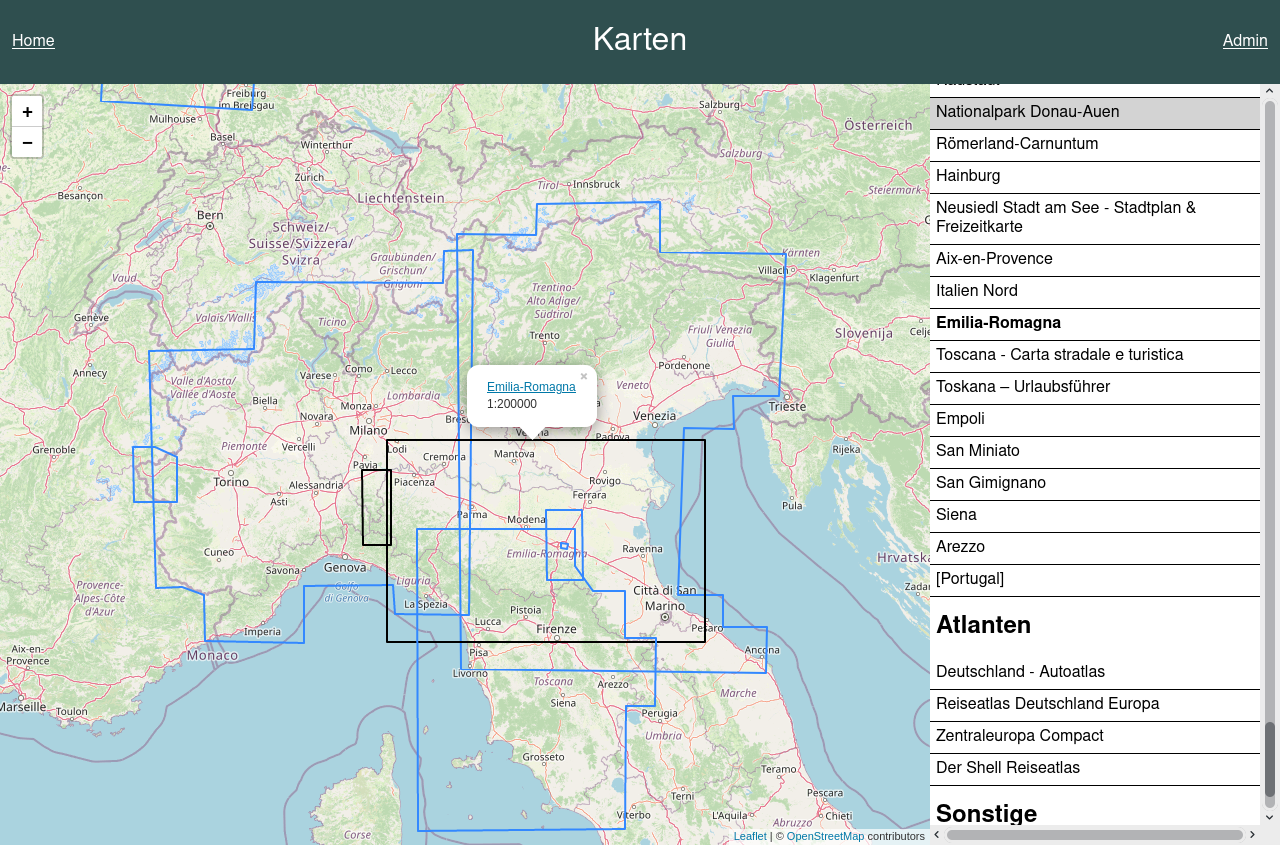 Home
Karten
Admin
+
−
Freiburg
im Breisgau
Mulhouse
Basel
Winterthur
Zürich
Besançon
Bern
Liechtenstein
Schweiz/
Suisse/Svizzera/
Svizra
Salzburg
Österreich
Salzburg
Tirol
Innsbruck
Steiermark
Graubünden/
Grischun/
Grigioni
Kärnten
Villach
Klagenfurt
Vaud
Genève
Valais/Wallis
Ticino
Trentino-
Alto Adige/
Südtirol
Trento
Friuli Venezia
Giulia
Slovenija
Celje
Annecy
Valle d'Aosta/
Vallée d'Aoste
Varese
Como
Lecco
Lombardia
Pordenone
Veneto
Biella
Novara
Monza
Milano
Emilia-Romagna
×
1:200000
Venezia
Trieste
Padova
Grenoble
Piemonte
Vercelli
Lodi
Cremona
Mantova
Rijeka
Torino
Asti
Alessandria
Pavia
Piacenza
Rovigo
Ferrara
Pula
Parma
Modena
Emilia-Romagna
Ravenna
Hrvatska
Cuneo
Savona
Genova
Golfo
di Genova
Liguria
La Spezia
Città di San
Marino
Zadar
Provence-
Alpes-Côte
d'Azur
Imperia
Monaco
Lucca
Pistoia
Firenze
Pesaro
Ancona
Aix-en-
Provence
Marseille
Toulon
Pisa
Livorno
Toscana
Siena
Arezzo
Marche
Perugia
Umbria
Grosseto
Teramo
Terni
Pescara
Viterbo
L'Aquila
Abruzzo
Chieti
Corse
Leaflet | © OpenStreetMap contributors
Nationalpark Donau-Auen
Römerland-Carnuntum
Hainburg
Neusiedl Stadt am See - Stadtplan &
Freizeitkarte
Aix-en-Provence
Italien Nord
Emilia-Romagna
Toscana - Carta stradale e turistica
Toskana – Urlaubsführer
Empoli
San Miniato
San Gimignano
Siena
Arezzo
[Portugal]
Atlanten
Deutschland - Autoatlas
Reiseatlas Deutschland Europa
Zentraleuropa Compact
Der Shell Reiseatlas
Sonstige